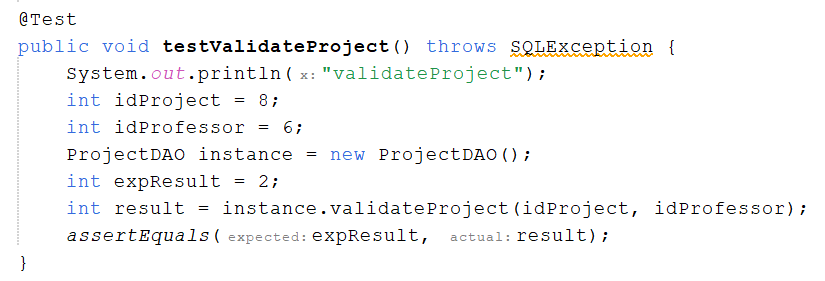 @Test
public void testValidateProject() throws SQLException {
    System.out.println( x: "validateProject");
    int idProject = 8;
    int idProfessor = 6;
    ProjectDAO instance = new ProjectDAO();
    int expResult = 2;
    int result = instance.validateProject(idProject, idProfessor);
    assertEquals( expected: expResult, actual: result);
}